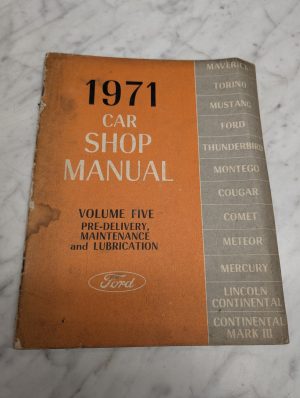 1971
CAR
SHOP
MANUAL
VOLUME FIVE
PRE-DELIVERY,
MAINTENANCE
and LUBRICATION
Ford
MAVERICK
TORINO
MUSTANG
FORD
THUNDERBIRD
MONTEGO
COUGAR
COMET
METEOR
MERCURY
LINCOLN
CONTINENTAL
CONTINENTAL
MARK III